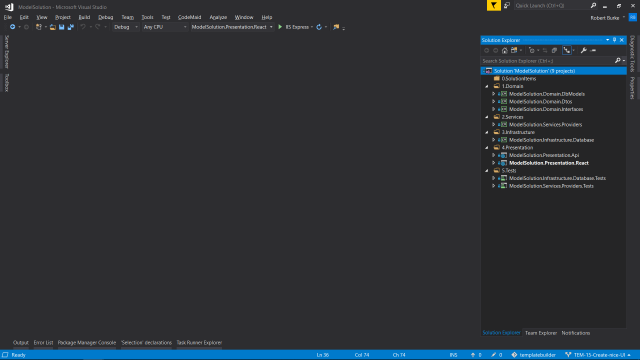 ModelSolution - Microsoft Visual Studio
Quick Launch (Ctrl+Q)
File Edit View Project Build Debug Team Tools Test CodeMaid Analyze Window Help
Robert Burke
Debug Any CPU ModelSolution.Presentation.React IIS Express
Server Explorer
Toolbox
Solution Explorer
Search Solution Explorer (Ctrl+;)
Solution 'ModelSolution' (9 projects)
0.SolutionItems
1.Domain
ModelSolution.Domain.DbModels
ModelSolution.Domain.Dtos
ModelSolution.Domain.Interfaces
2.Services
ModelSolution.Services.Providers
3.Infrastructure
ModelSolution.Infrastructure.Database
4.Presentation
ModelSolution.Presentation.Api
ModelSolution.Presentation.React
5.Tests
ModelSolution.Infrastructure.Database.Tests
ModelSolution.Services.Providers.Tests
Diagnostic Tools
Properties
Solution Explorer Team Explorer Notifications
Output Error List Package Manager Console 'Selection' declarations Task Runner Explorer
Ready Ln 36 Col 74 Ch 74 INS 0 0 templatebuilder TEM-13-Create-nice-UI